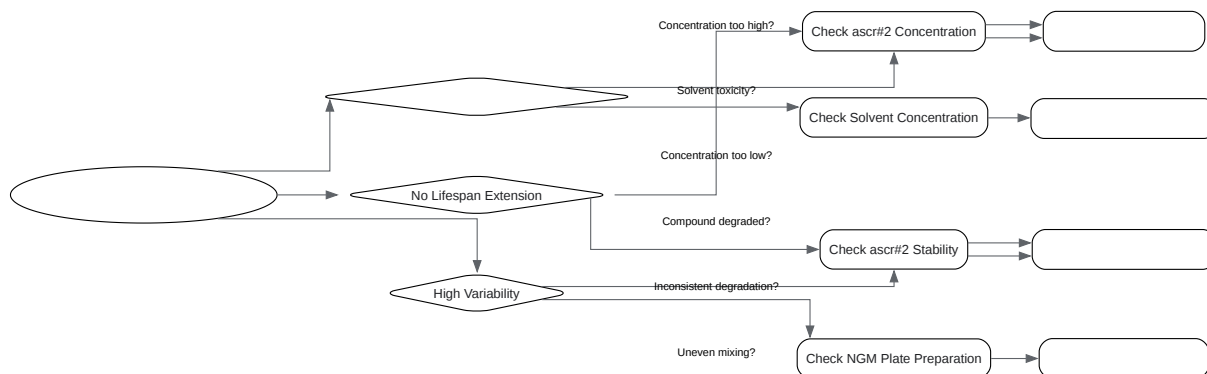 Concentration too high?
Check ascr#2 Concentration
Solvent toxicity?
Check Solvent Concentration
Concentration too low?
No Lifespan Extension
Compound degraded?
Check ascr#2 Stability
Inconsistent degradation?
High Variability
Uneven mixing?
Check NGM Plate Preparation